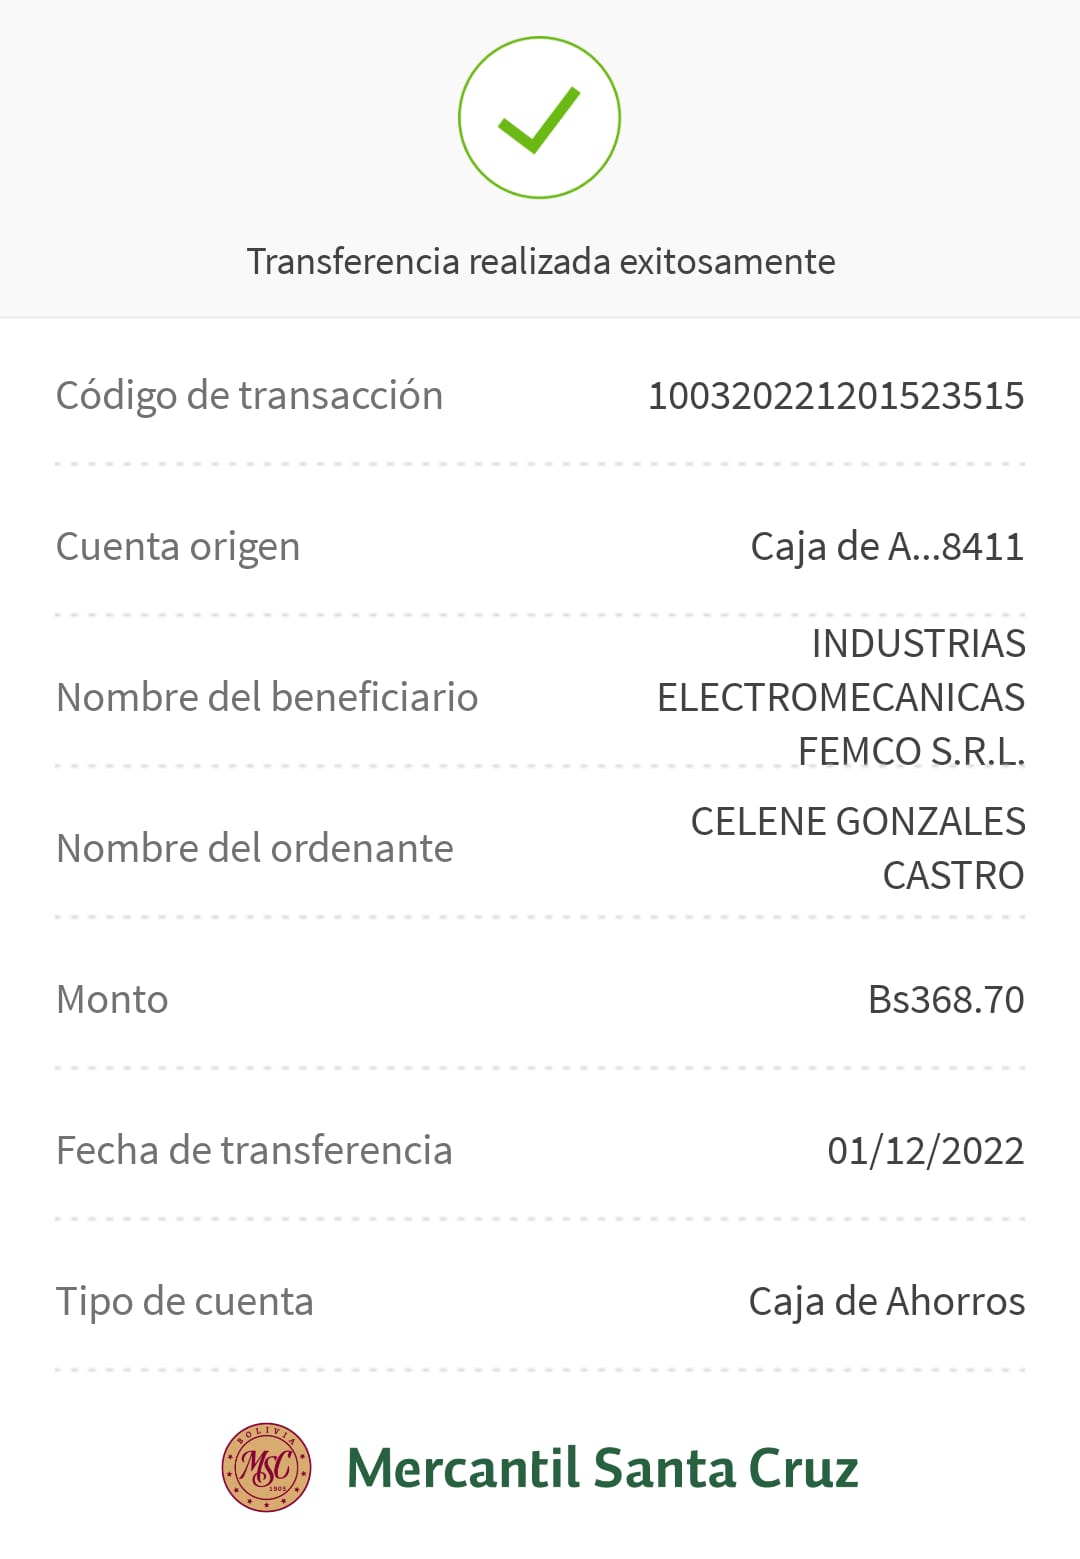 Transferencia realizada exitosamente
Código de transacción 100320221201523515
Cuenta origen Caja de A...8411
Nombre del beneficiario INDUSTRIAS
ELECTROMECANICAS
FEMCO S.R.L.
Nombre del ordenante CELENE GONZALES
CASTRO
Monto Bs368.70
Fecha de transferencia 01/12/2022
Tipo de cuenta Caja de Ahorros
BOLIVIA
MSC
1905
Mercantil Santa Cruz